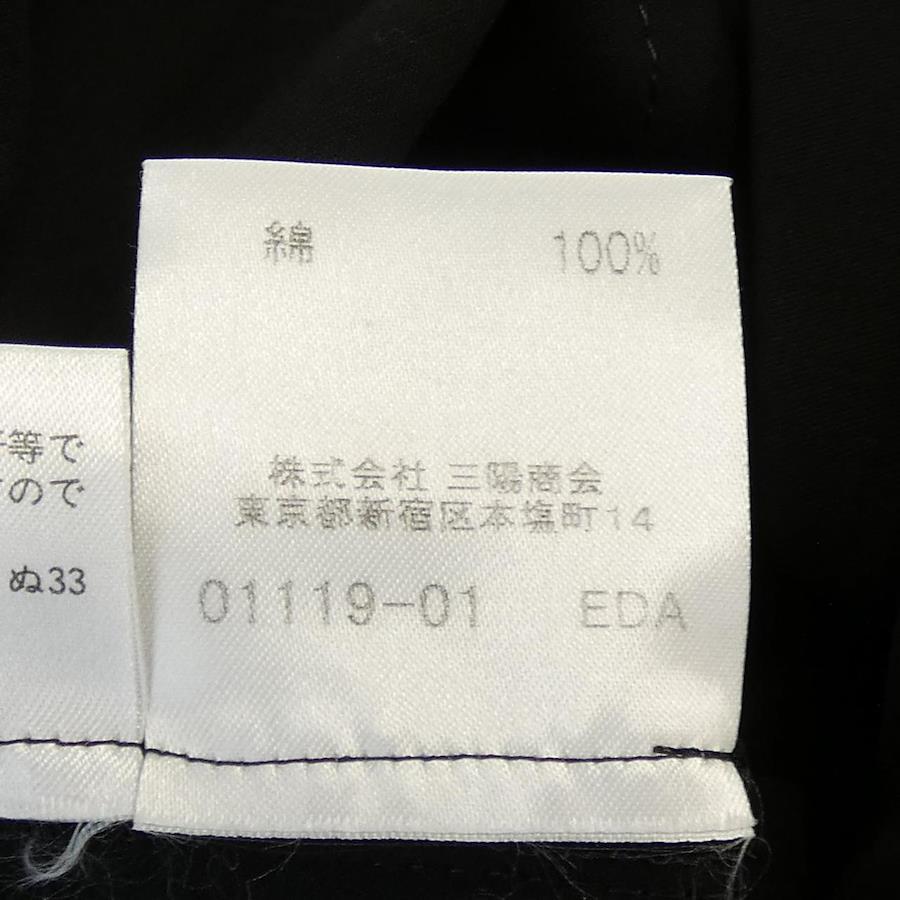 綿 100%
株式会社 三陽商会
東京都新宿区本塩町14
01119-01 EDA
等で
ので
ぬ33